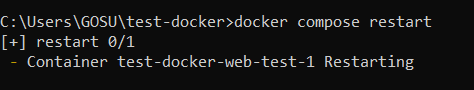 C:\Users\GOSU\test-docker>docker compose restart
[+] restart 0/1
 - Container test-docker-web-test-1 Restarting